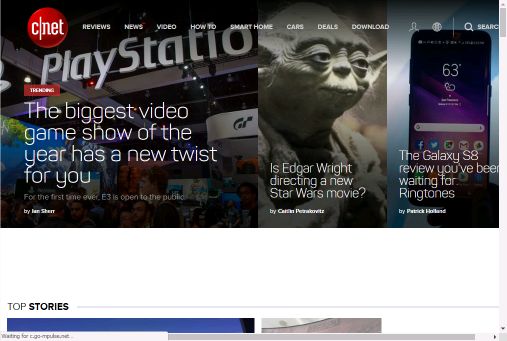 c|net
REVIEWS NEWS VIDEO HOW TO SMART HOME CARS DEALS DOWNLOAD SEARC
PlayStation
TRENDING
The biggest video
game show of the
year has a new twist
for you
For the first time ever, E3 is open to the public.
by Ian Sherr
GT
Is Edgar Wright
directing a new
Star Wars movie?
by Caitlin Petrakovitz
63°
The Galaxy S8
review you've been
waiting for:
Ringtones
by Patrick Holland
TOP STORIES
Waiting for c.go-mpulse.net...